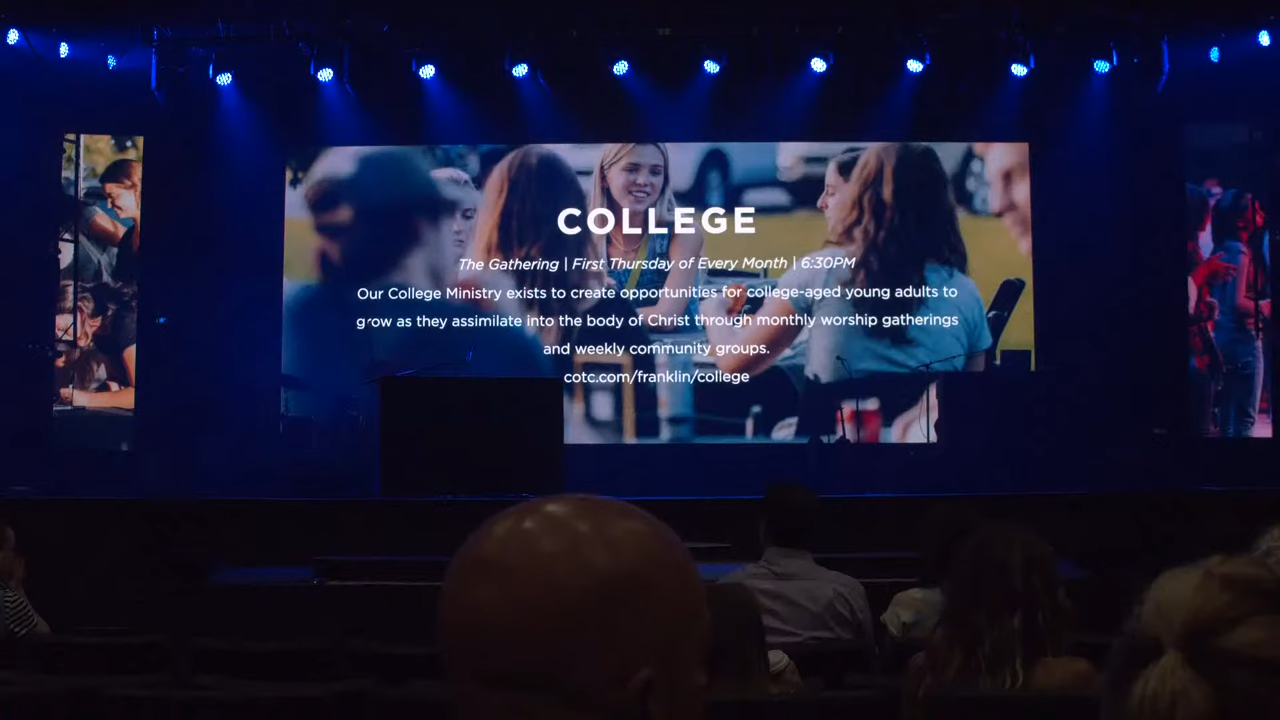 COLLEGE
The Gathering | First Thursday of Every Month | 6:30PM
Our College Ministry exists to create opportunities for college-aged young adults to
grow as they assimilate into the body of Christ through monthly worship gatherings
and weekly community groups.
cotc.com/franklin/college